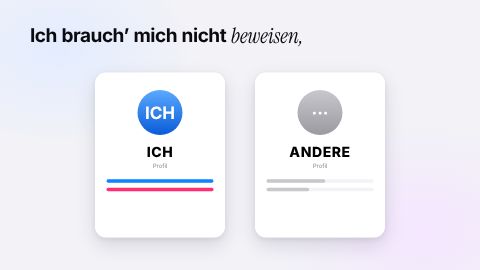 Ich brauch’ mich nicht beweisen,
ICH
...
ICH
ANDERE
Profil
Profil